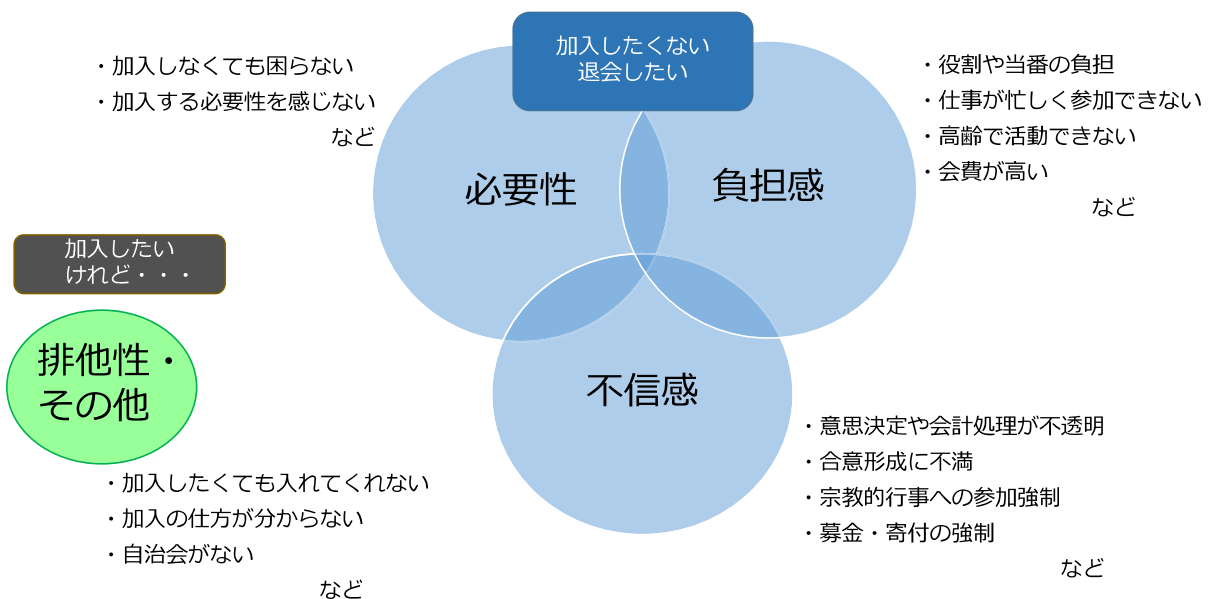 加入したくない
退会したい
・加入しなくても困らない
・加入する必要性を感じない
など
・役割や当番の負担
・仕事が忙しく参加できない
・高齢で活動できない
・会費が高い
など
必要性
負担感
加入したい
けれど・・・
排他性・
その他
不信感
・意思決定や会計処理が不透明
・合意形成に不満
・宗教的行事への参加強制
・募金・寄付の強制
など
・加入したくても入れてくれない
・加入の仕方が分からない
・自治会がない
など